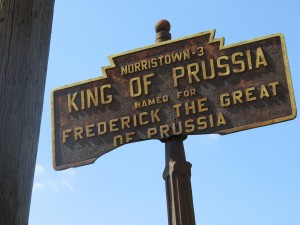 NORRISTOWN-3
KING OF PRUSSIA
NAMED FOR
FREDERICK THE GREAT
OF PRUSSIA